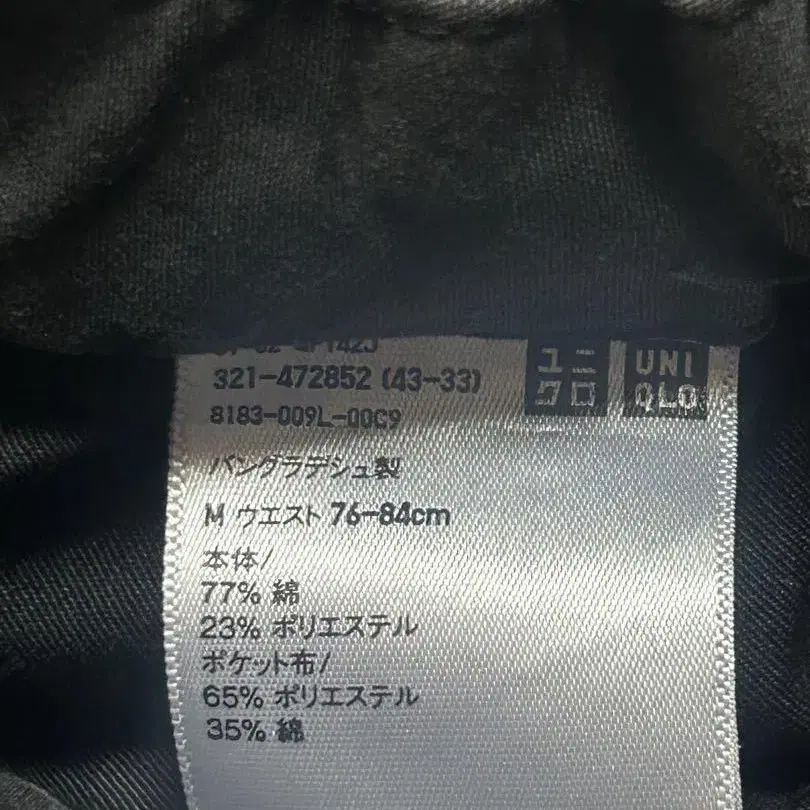 321-472852 (43-33)
8183-009L-00C9
ユニ
クロ
UNI
QLO
バングラデシュ製
M ウエスト 76-84cm
本体/
77% 綿
23% ポリエステル
ポケット布/
65% ポリエステル
35% 綿